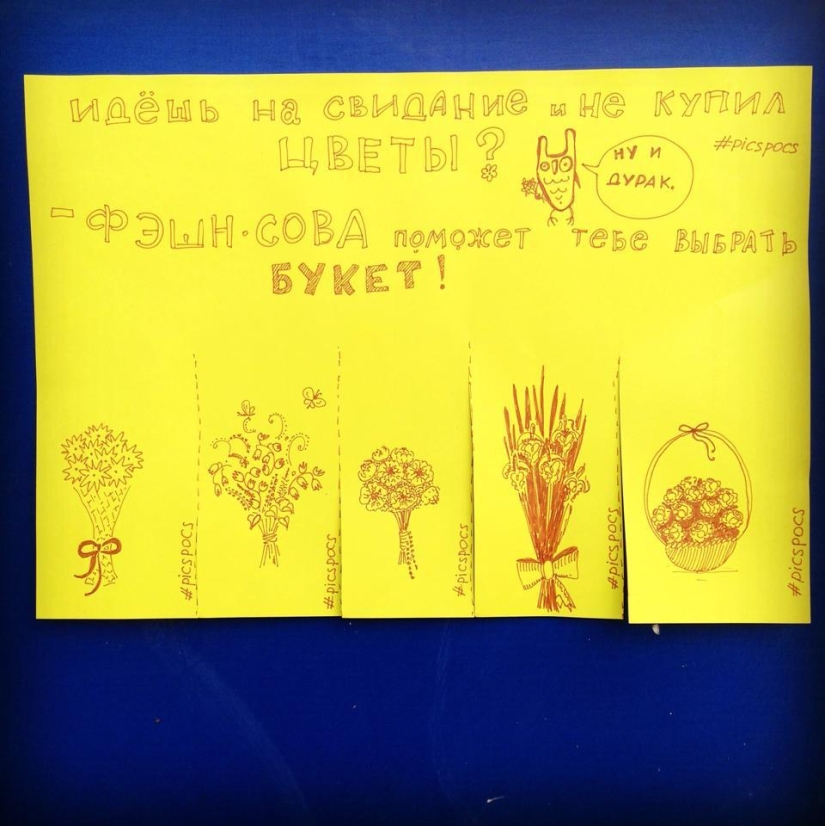 ИДЁШЬ НА СВИДАНИЕ И НЕ КУПИЛ
ЦВЕТЫ?
#picspocs
НУ И
ДУРАК.
- ФЭШН-СОВА ПОМОЖЕТ ТЕБЕ ВЫБРАТЬ
БУКЕТ!
#picspocs
#picspocs
#picspocs
#picspocs
#picspocs